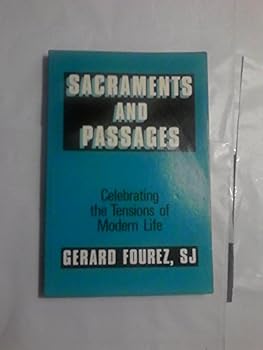 SACRAMENTS
AND
PASSAGES
Celebrating
the Tensions of
Modern Life
GERARD FOUREZ, SJ